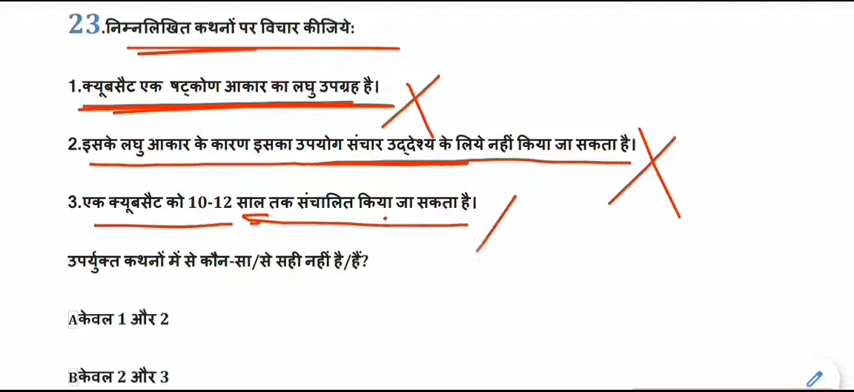 23.निम्नलिखित कथनों पर विचार कीजिये:
1.क्यूबसैट एक षट्कोण आकार का लघु उपग्रह है।
2.इसके लघु आकार के कारण इसका उपयोग संचार उद्देश्य के लिये नहीं किया जा सकता है।
3.एक क्यूबसैट को 10-12 साल तक संचालित किया जा सकता है।
उपर्युक्त कथनों में से कौन-सा/से सही नहीं है/हैं?
Aकेवल 1 और 2
Bकेवल 2 और 3